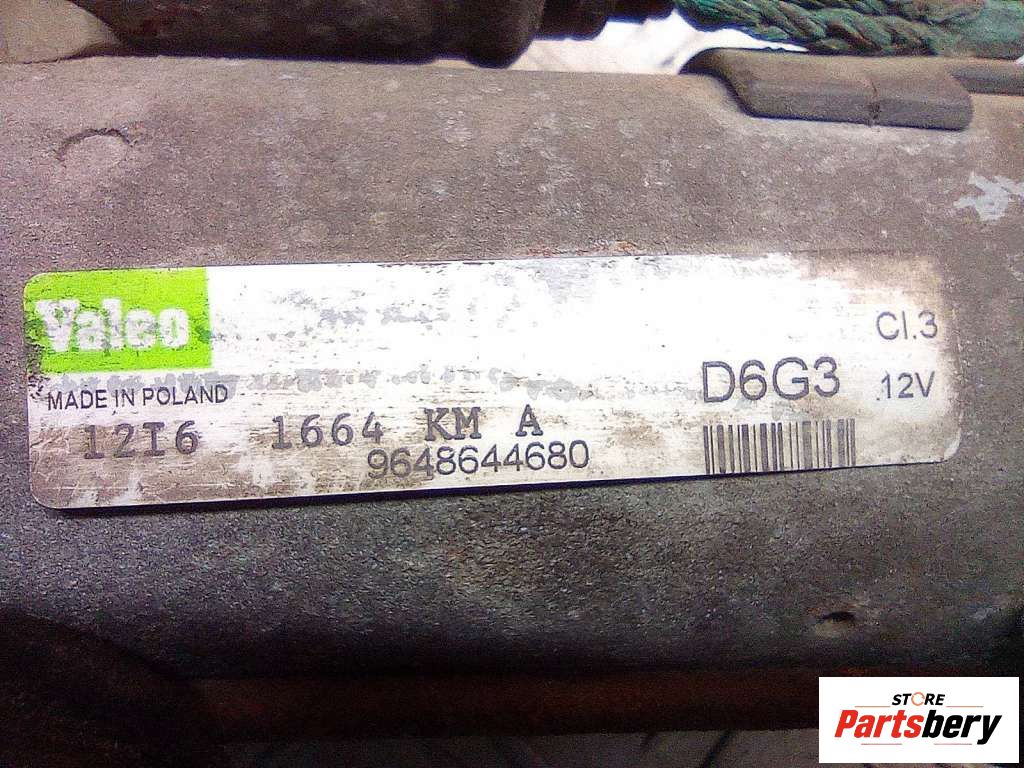 Valeo
Cl.3
MADE IN POLAND
D6G3 12V
12I6 1664 KM A
9648644680
STORE
Partsbery